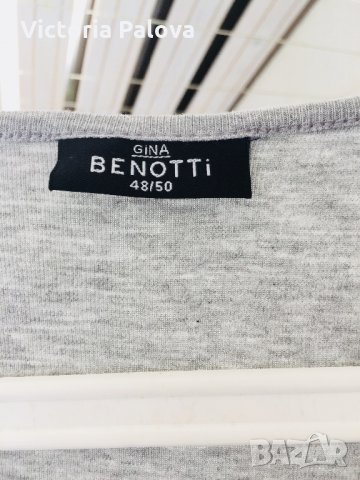 Victoria Palova
GiNA
BENOTTi
48/50
BAZAR